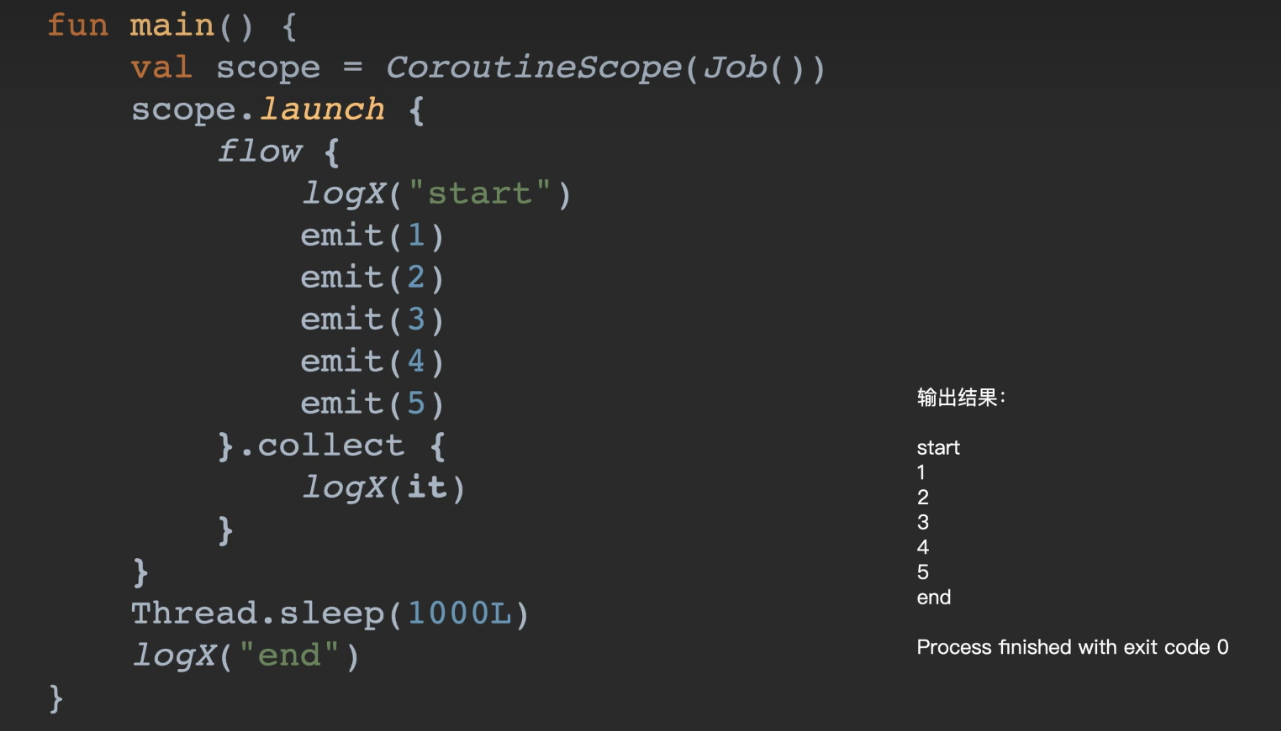 fun main() {
    val scope = CoroutineScope(Job())
    scope.launch {
        flow {
            logX("start")
            emit(1)
            emit(2)
            emit(3)
            emit(4)
            emit(5)
        }.collect {
            logX(it)
        }
    }
    Thread.sleep(1000L)
    logX("end")
}
输出结果：
start
1
2
3
4
5
end
Process finished with exit code 0